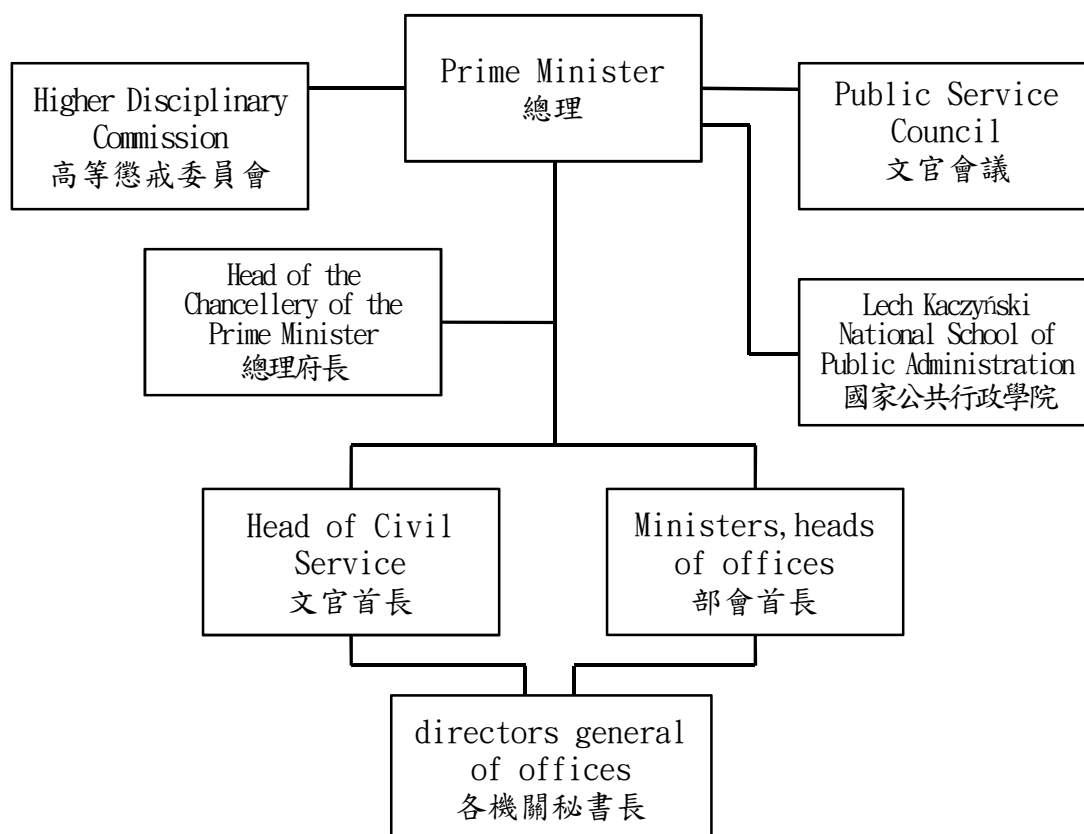 Prime Minister
總理
Higher Disciplinary
Commission
高等懲戒委員會
Public Service
Council
文官會議
Head of the
Chancellery of the
Prime Minister
總理府長
Lech Kaczyński
National School of
Public Administration
國家公共行政學院
Head of Civil
Service
文官首長
Ministers,heads
of offices
部會首長
directors general
of offices
各機關秘書長